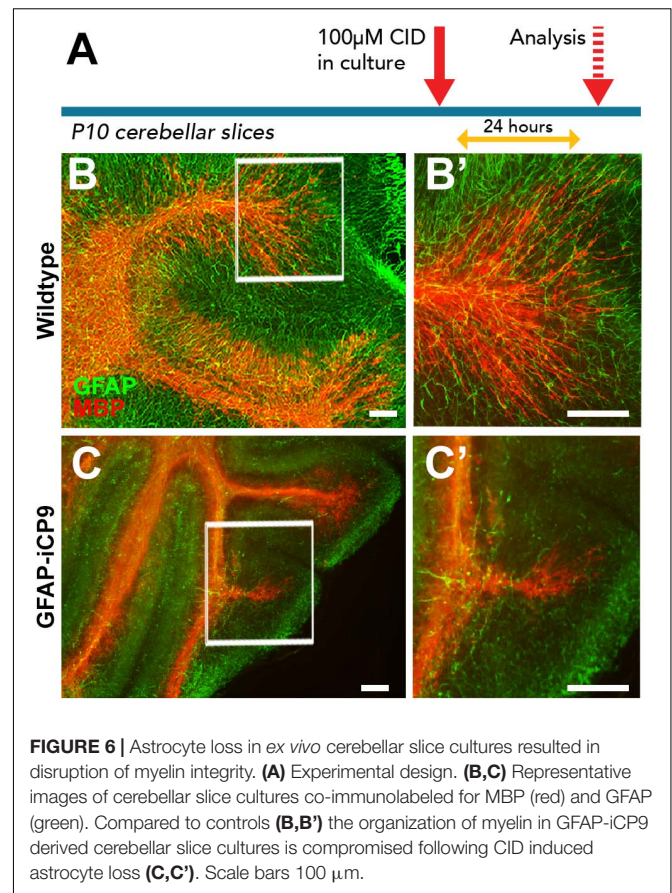 A
100µM CID
in culture
Analysis
P10 cerebellar slices
24 hours
B
B’
Wildtype
GFAP
MBP
C
C’
GFAP-iCP9
FIGURE 6 | Astrocyte loss in ex vivo cerebellar slice cultures resulted in
disruption of myelin integrity. (A) Experimental design. (B,C) Representative
images of cerebellar slice cultures co-immunolabeled for MBP (red) and GFAP
(green). Compared to controls (B,B’) the organization of myelin in GFAP-iCP9
derived cerebellar slice cultures is compromised following CID induced
astrocyte loss (C,C’). Scale bars 100 µm.